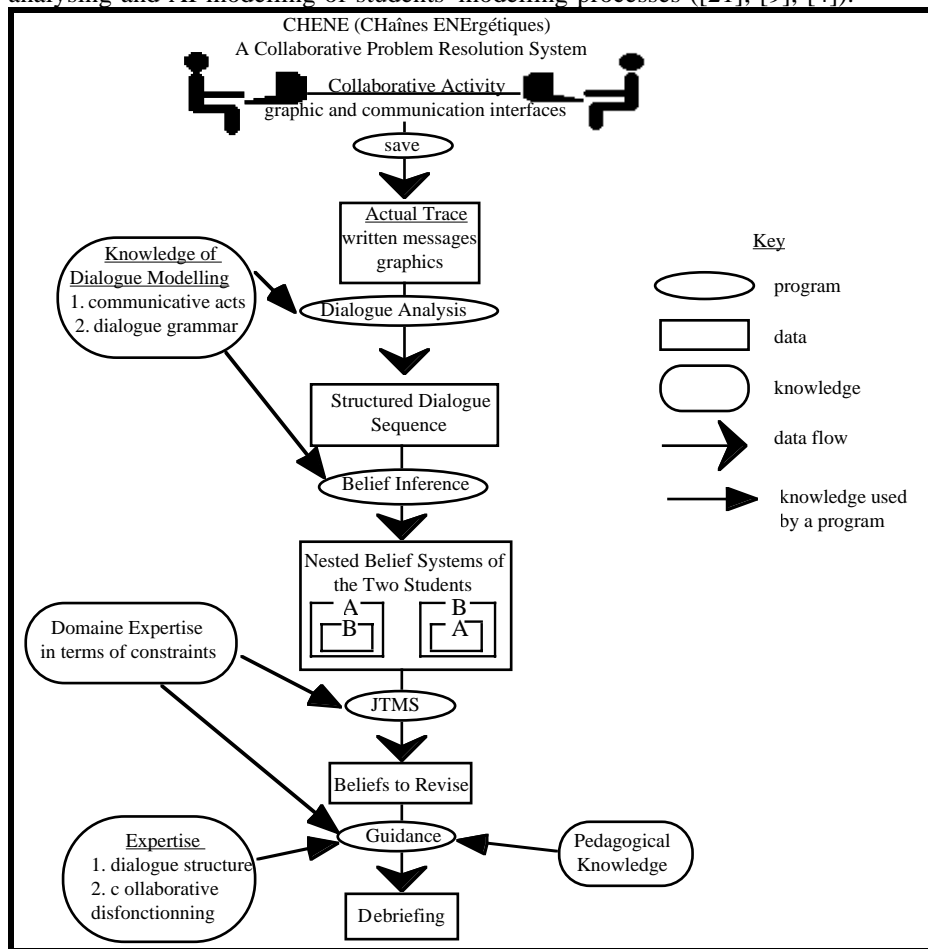 analysing and AI modelling of students' modelling processes ([21], [9], [4]).
CHENE (CHaînes ENErgétiques)
A Collaborative Problem Resolution System
Collaborative Activity
graphic and communication interfaces
save
Actual Trace
written messages
graphics
Knowledge of
Dialogue Modelling
1. communicative acts
2. dialogue grammar
Dialogue Analysis
Structured Dialogue
Sequence
Belief Inference
Nested Belief Systems of
the Two Students
A
B
B
A
Domaine Expertise
in terms of constraints
JTMS
Beliefs to Revise
Expertise
1. dialogue structure
2. c ollaborative
disfonctionning
Guidance
Pedagogical
Knowledge
Debriefing
Key
program
data
knowledge
data flow
knowledge used
by a program